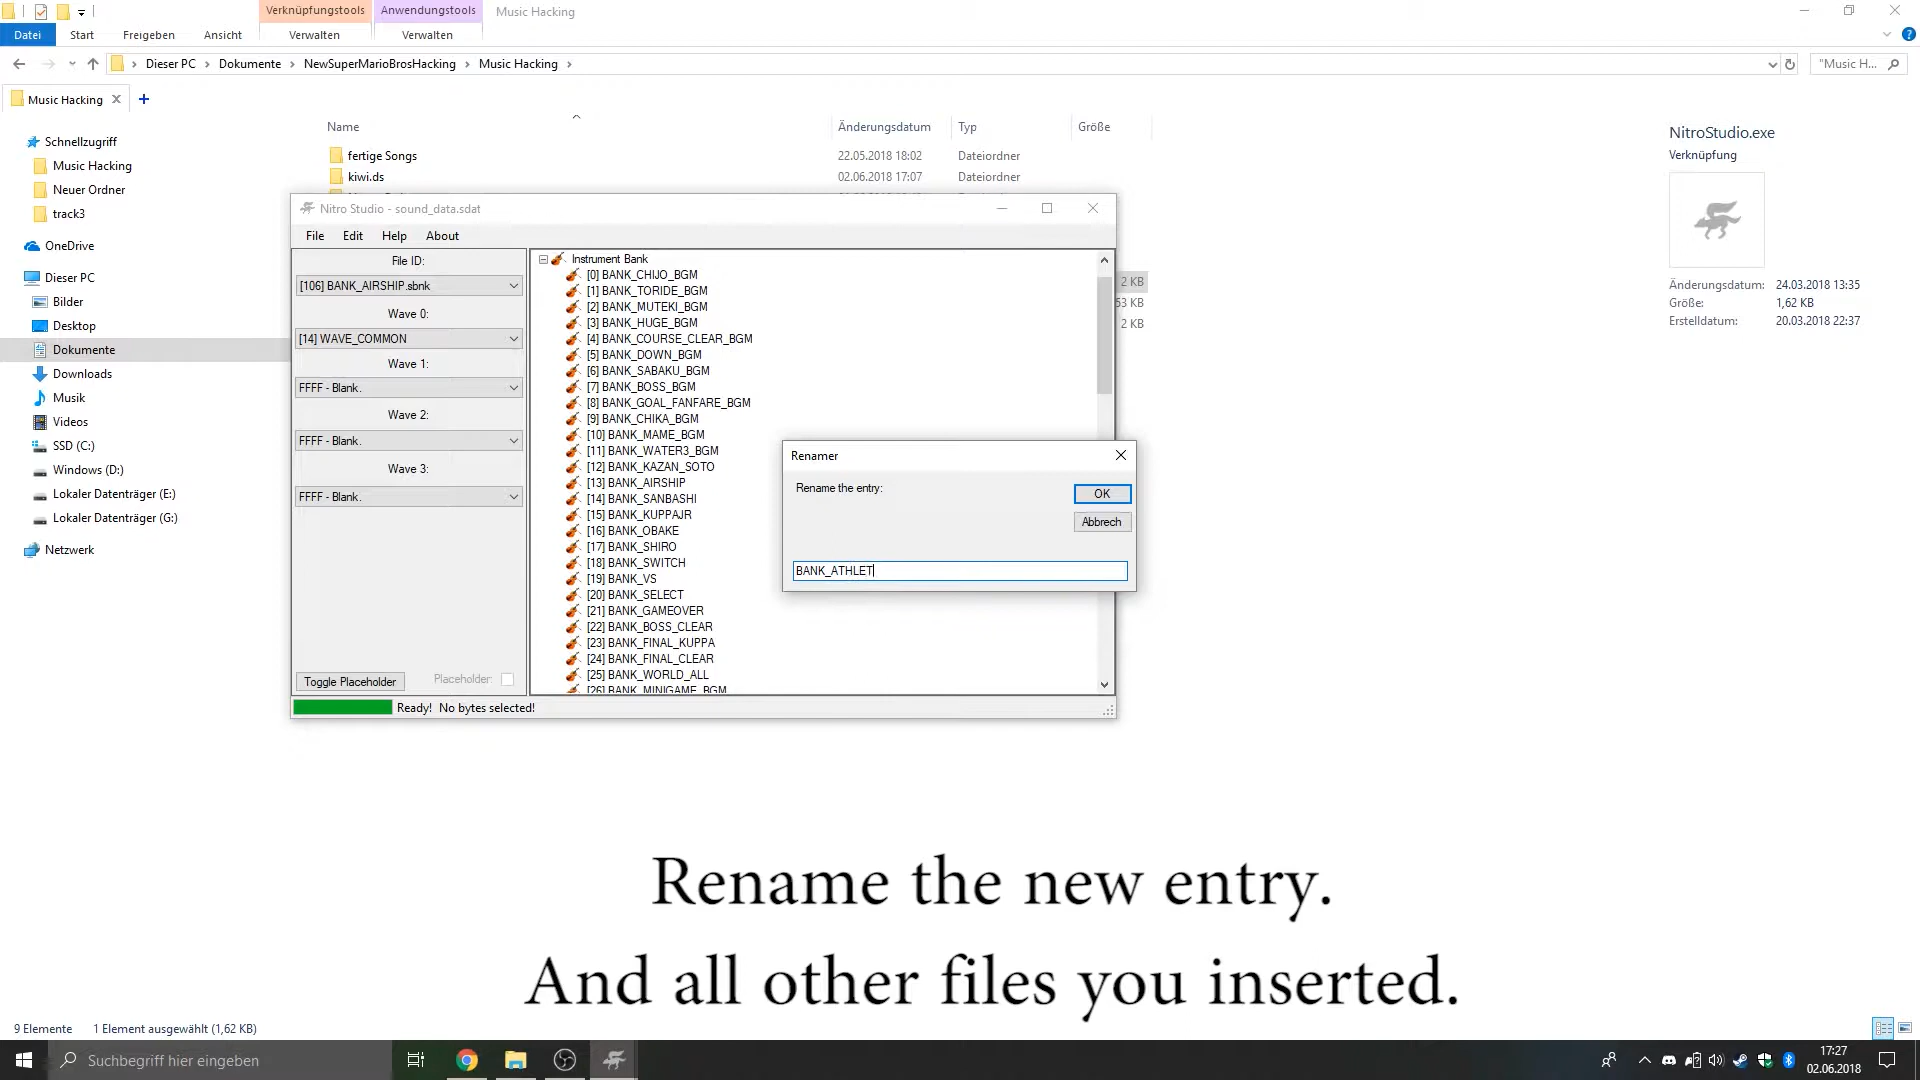 Verknüpfungstools Anwendungstools Music Hacking
Datei Start Freigeben Ansicht Verwalten Verwalten
Dieser PC Dokumente NewSuperMarioBrosHacking Music Hacking "Music H...
Music Hacking
Name Änderungsdatum Typ Größe
fertige Songs 22.05.2018 18:02 Dateiordner
kiwi.ds 02.06.2018 17:07 Dateiordner
2 KB
53 KB
2 KB
Schnellzugriff
Music Hacking
Neuer Ordner
track3
OneDrive
Dieser PC
Bilder
Desktop
Dokumente
Downloads
Musik
Videos
SSD (C:)
Windows (D:)
Lokaler Datenträger (E:)
Lokaler Datenträger (G:)
Netzwerk
Nitro Studio - sound_data.sdat
File Edit Help About
File ID:
[106] BANK_AIRSHIP.sbnk
Wave 0:
[14] WAVE_COMMON
Wave 1:
FFFF - Blank.
Wave 2:
FFFF - Blank.
Wave 3:
FFFF - Blank.
Toggle Placeholder Placeholder:
Instrument Bank
[0] BANK_CHIJO_BGM
[1] BANK_TORIDE_BGM
[2] BANK_MUTEKI_BGM
[3] BANK_HUGE_BGM
[4] BANK_COURSE_CLEAR_BGM
[5] BANK_DOWN_BGM
[6] BANK_SABAKU_BGM
[7] BANK_BOSS_BGM
[8] BANK_GOAL_FANFARE_BGM
[9] BANK_CHIKA_BGM
[10] BANK_MAME_BGM
[11] BANK_WATER3_BGM
[12] BANK_KAZAN_SOTO
[13] BANK_AIRSHIP
[14] BANK_SANBASHI
[15] BANK_KUPPAJR
[16] BANK_OBAKE
[17] BANK_SHIRO
[18] BANK_SWITCH
[19] BANK_VS
[20] BANK_SELECT
[21] BANK_GAMEOVER
[22] BANK_BOSS_CLEAR
[23] BANK_FINAL_KUPPA
[24] BANK_FINAL_CLEAR
[25] BANK_WORLD_ALL
[26] BANK_MINIGAME_BGM
Ready! No bytes selected!
Renamer
Rename the entry:
OK
Abbrech
BANK_ATHLET
NitroStudio.exe
Verknüpfung
Änderungsdatum: 24.03.2018 13:35
Größe: 1,62 KB
Erstelldatum: 20.03.2018 22:37
Rename the new entry.
And all other files you inserted.
9 Elemente 1 Element ausgewählt (1,62 KB)
Suchbegriff hier eingeben
17:27
02.06.2018